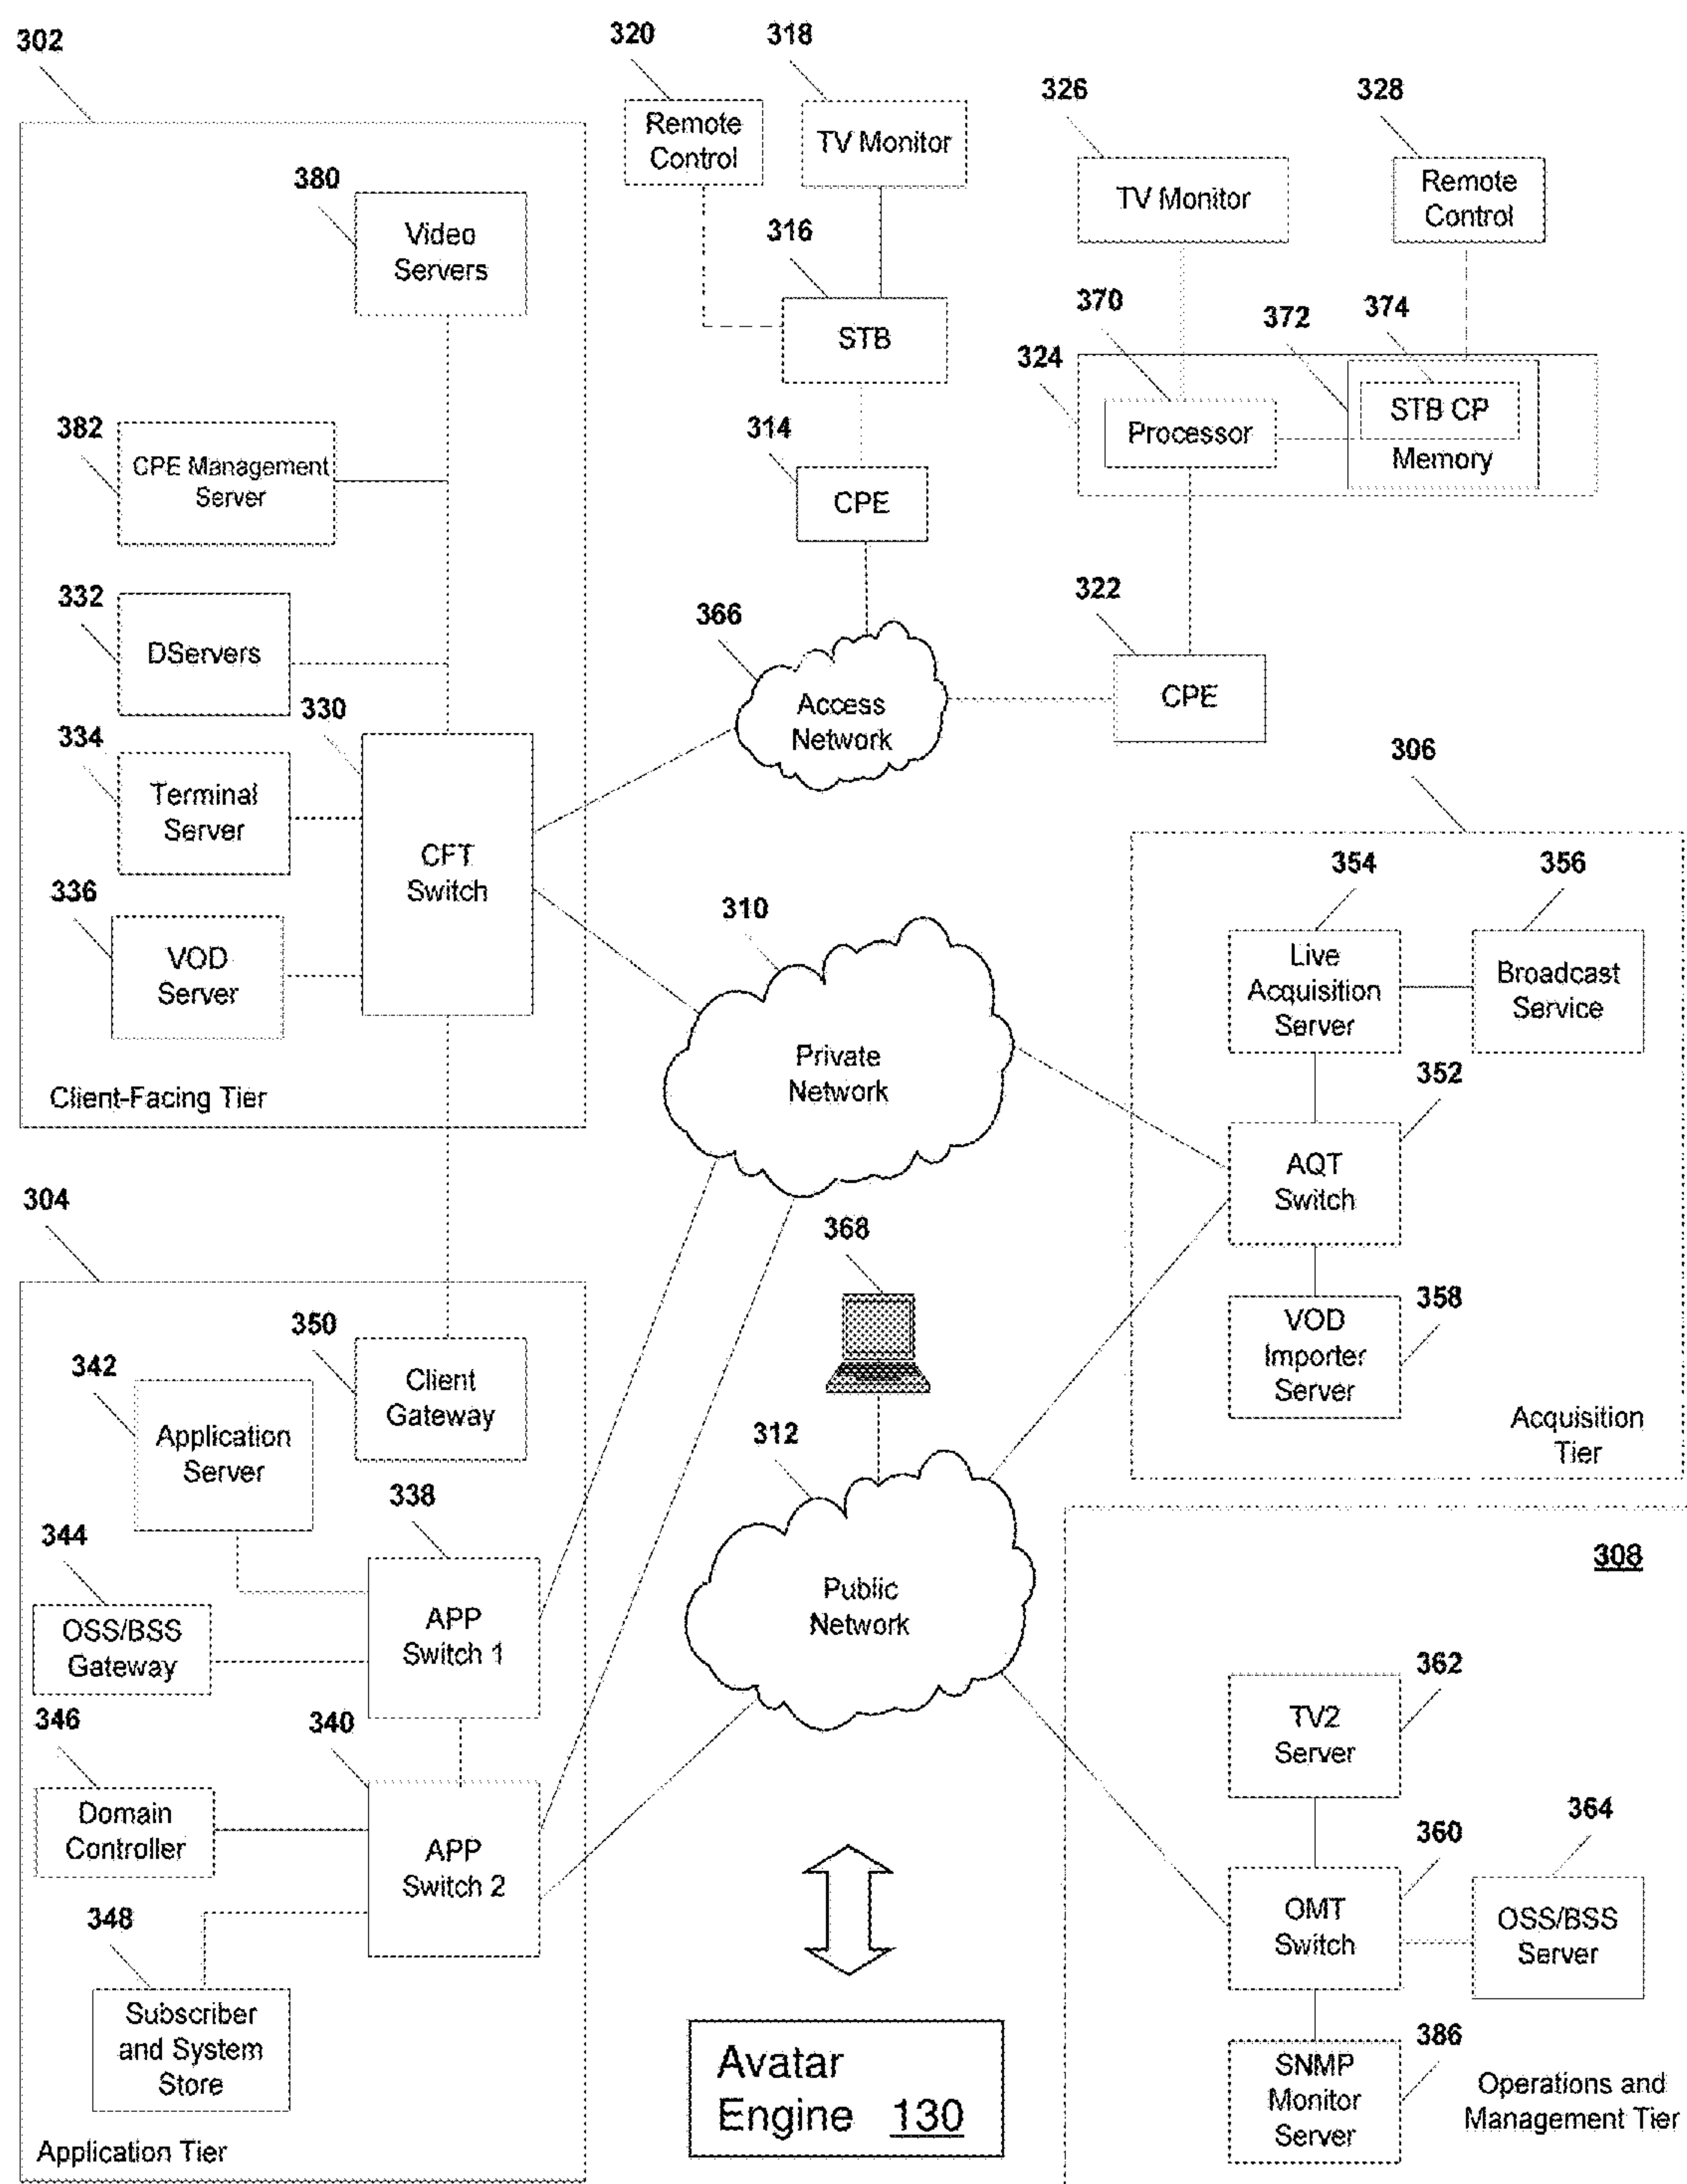 302
320
318
326
328
Remote
Control
TV Monitor
TV Monitor
Remote
Control
380
Video
Servers
316
STB
370
372
374
324
Processor
STB CP
Memory
382
CPE Management
Server
314
CPE
332
DServers
366
Access
Network
322
CPE
330
334
Terminal
Server
CFT
Switch
336
VOD
Server
Client-Facing Tier
310
Private
Network
306
354
356
Live
Acquisition
Server
Broadcast
Service
352
AQT
Switch
358
VOD
Importer
Server
Acquisition
Tier
304
350
Client
Gateway
342
Application
Server
338
APP
Switch 1
344
OSS/BSS
Gateway
346
Domain
Controller
340
APP
Switch 2
348
Subscriber
and System
Store
Application Tier
368
312
Public
Network
308
362
TV2
Server
360
364
OMT
Switch
OSS/BSS
Server
386
SNMP
Monitor
Server
Operations and
Management Tier
Avatar
Engine 130